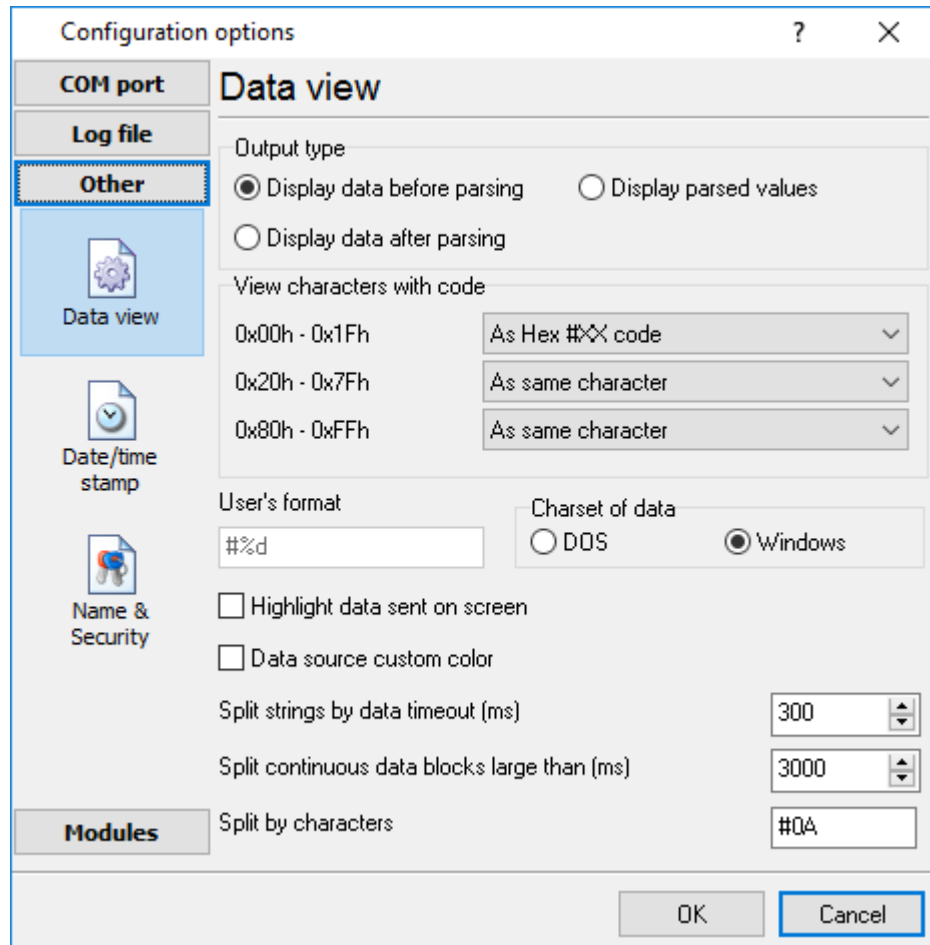 Configuration options
?
COM port
Log file
Other
Data view
Date/time
stamp
Name &
Security
Modules
Data view
Output type
Display data before parsing
Display parsed values
Display data after parsing
View characters with code
0x00h - 0x1Fh
As Hex #XX code
0x20h - 0x7Fh
As same character
0x80h - 0xFFh
As same character
User's format
#%d
Charset of data
DOS
Windows
Highlight data sent on screen
Data source custom color
Split strings by data timeout (ms)
300
Split continuous data blocks large than (ms)
3000
Split by characters
#0A
OK
Cancel